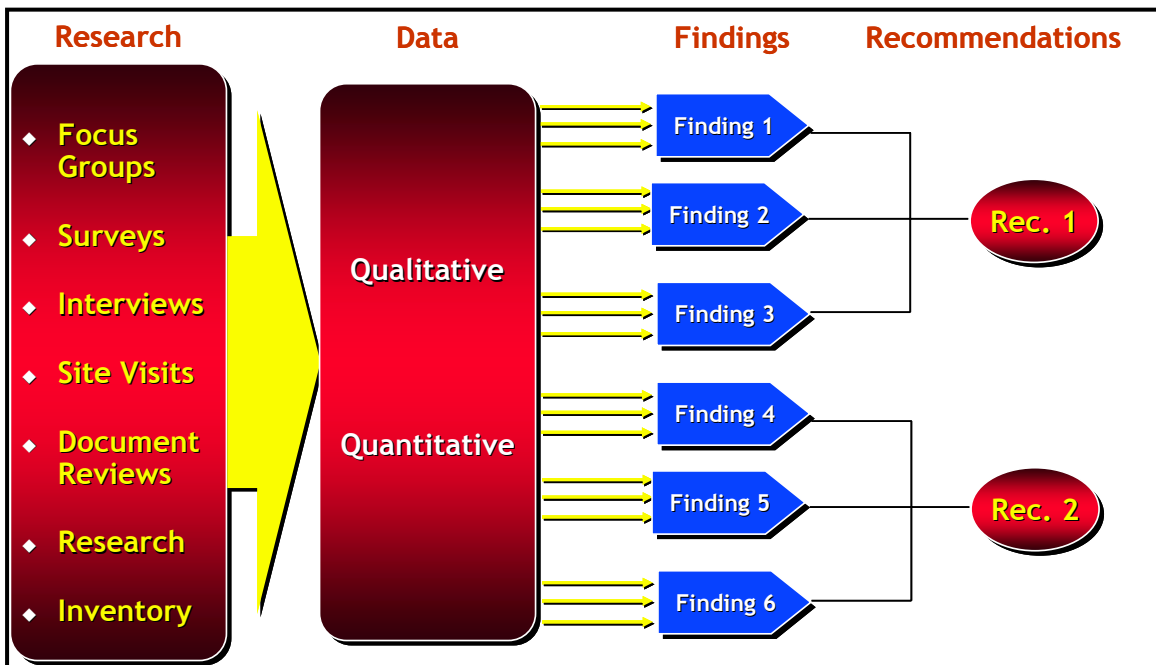 Research
Data
Findings
Recommendations
Focus
Groups
Surveys
Interviews
Site Visits
Document
Reviews
Research
Inventory
Qualitative
Quantitative
Finding 1
Finding 2
Finding 3
Finding 4
Finding 5
Finding 6
Rec. 1
Rec. 2